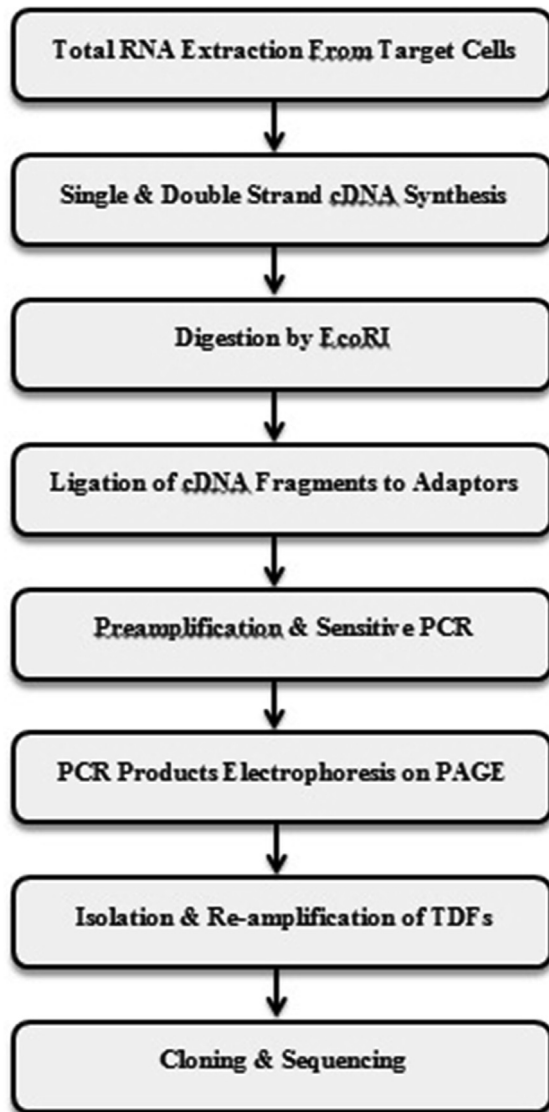 Total RNA Extraction From Target Cells
Single & Double Strand cDNA Synthesis
Digestion by EcoRI
Ligation of cDNA Fragments to Adaptors
Preamplification & Sensitive PCR
PCR Products Electrophoresis on PAGE
Isolation & Re-amplification of TDFs
Cloning & Sequencing